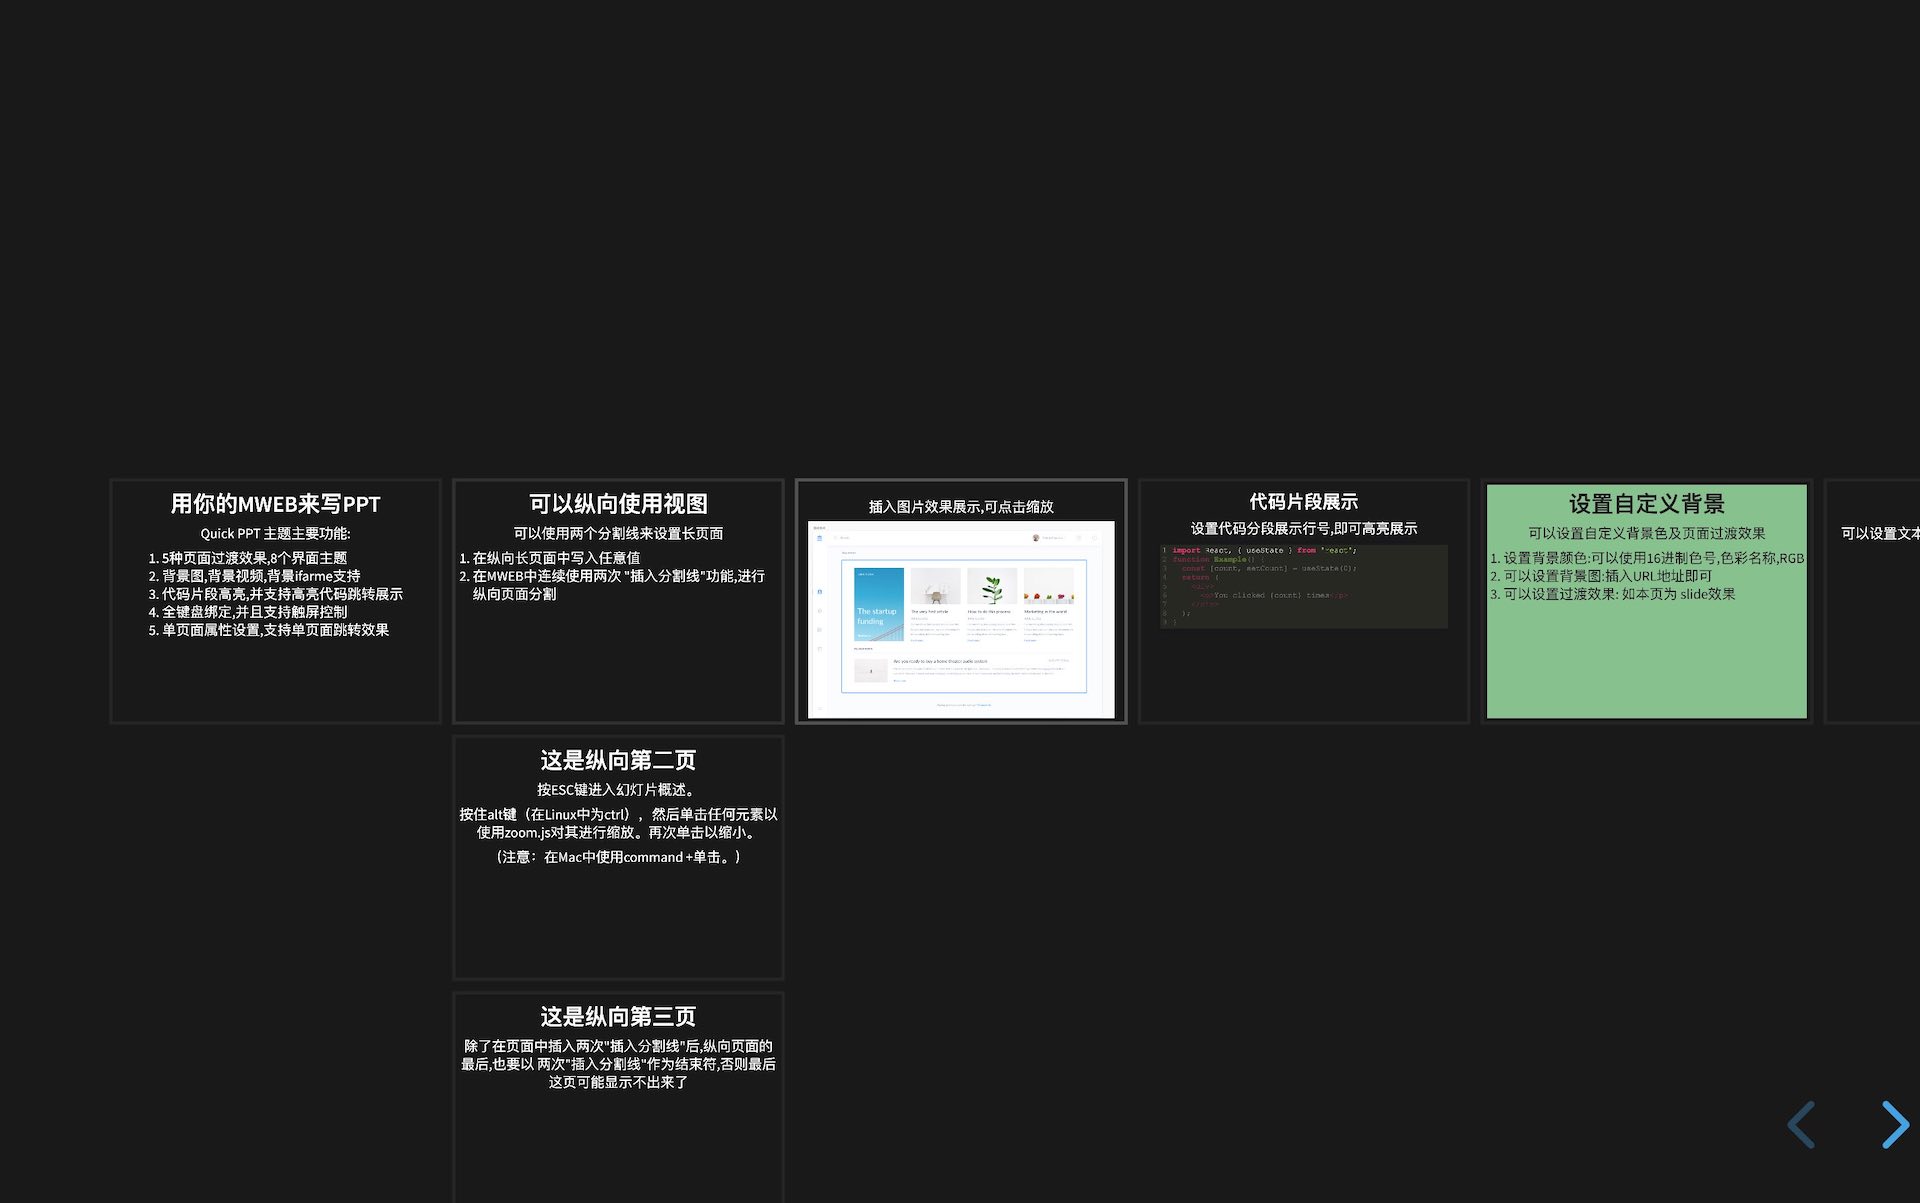 用你的MWEB来写PPT
Quick PPT 主题主要功能:
1. 5种页面过渡效果,8个界面主题
2. 背景图,背景视频,背景ifarme支持
3. 代码片段高亮,并支持高亮代码跳转展示
4. 全键盘绑定,并且支持触屏控制
5. 单页面属性设置,支持单页面跳转效果
可以纵向使用视图
可以使用两个分割线来设置长页面
1. 在纵向长页面中写入任意值
2. 在MWEB中连续使用两次 "插入分割线"功能,进行
纵向页面分割
插入图片效果展示,可点击缩放
The startup
funding
The very first article
How to do this process
Marketing in the world
Are you ready to buy a home theater audio system
代码片段展示
设置代码分段展示行号,即可高亮展示
1 import React, { useState } from "react";
2 function Example() {
3 const [count, setCount] = useState(0);
4 return (
5 <div>
6 <p>You clicked {count} times</p>
7 </div>
8 );
9 }
设置自定义背景
可以设置自定义背景色及页面过渡效果
1. 设置背景颜色:可以使用16进制色号,色彩名称,RGB
2. 可以设置背景图:插入URL地址即可
3. 可以设置过渡效果: 如本页为 slide效果
可以设置文本
这是纵向第二页
按ESC键进入幻灯片概述。
按住alt键（在Linux中为ctrl），然后单击任何元素以
使用zoom.js对其进行缩放。再次单击以缩小。
（注意：在Mac中使用command +单击。）
这是纵向第三页
除了在页面中插入两次"插入分割线"后,纵向页面的
最后,也要以 两次"插入分割线"作为结束符,否则最后
这页可能显示不出来了